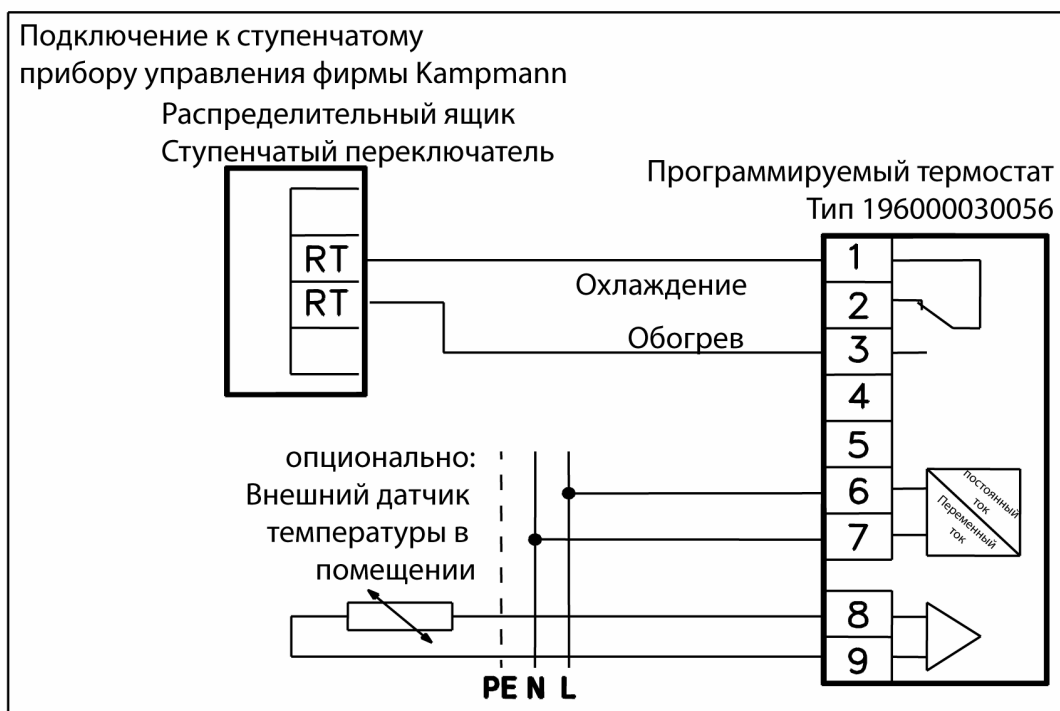 Подключение к ступенчатому
прибору управления фирмы Kampmann
Распределительный ящик
Ступенчатый переключатель
Программируемый термостат
Тип 196000030056
RT
RT
Охлаждение
Обогрев
1
2
3
4
5
6
7
8
9
опционально:
Внешний датчик
температуры в
помещении
постоянный
ток
Переменный
ток
PE N L